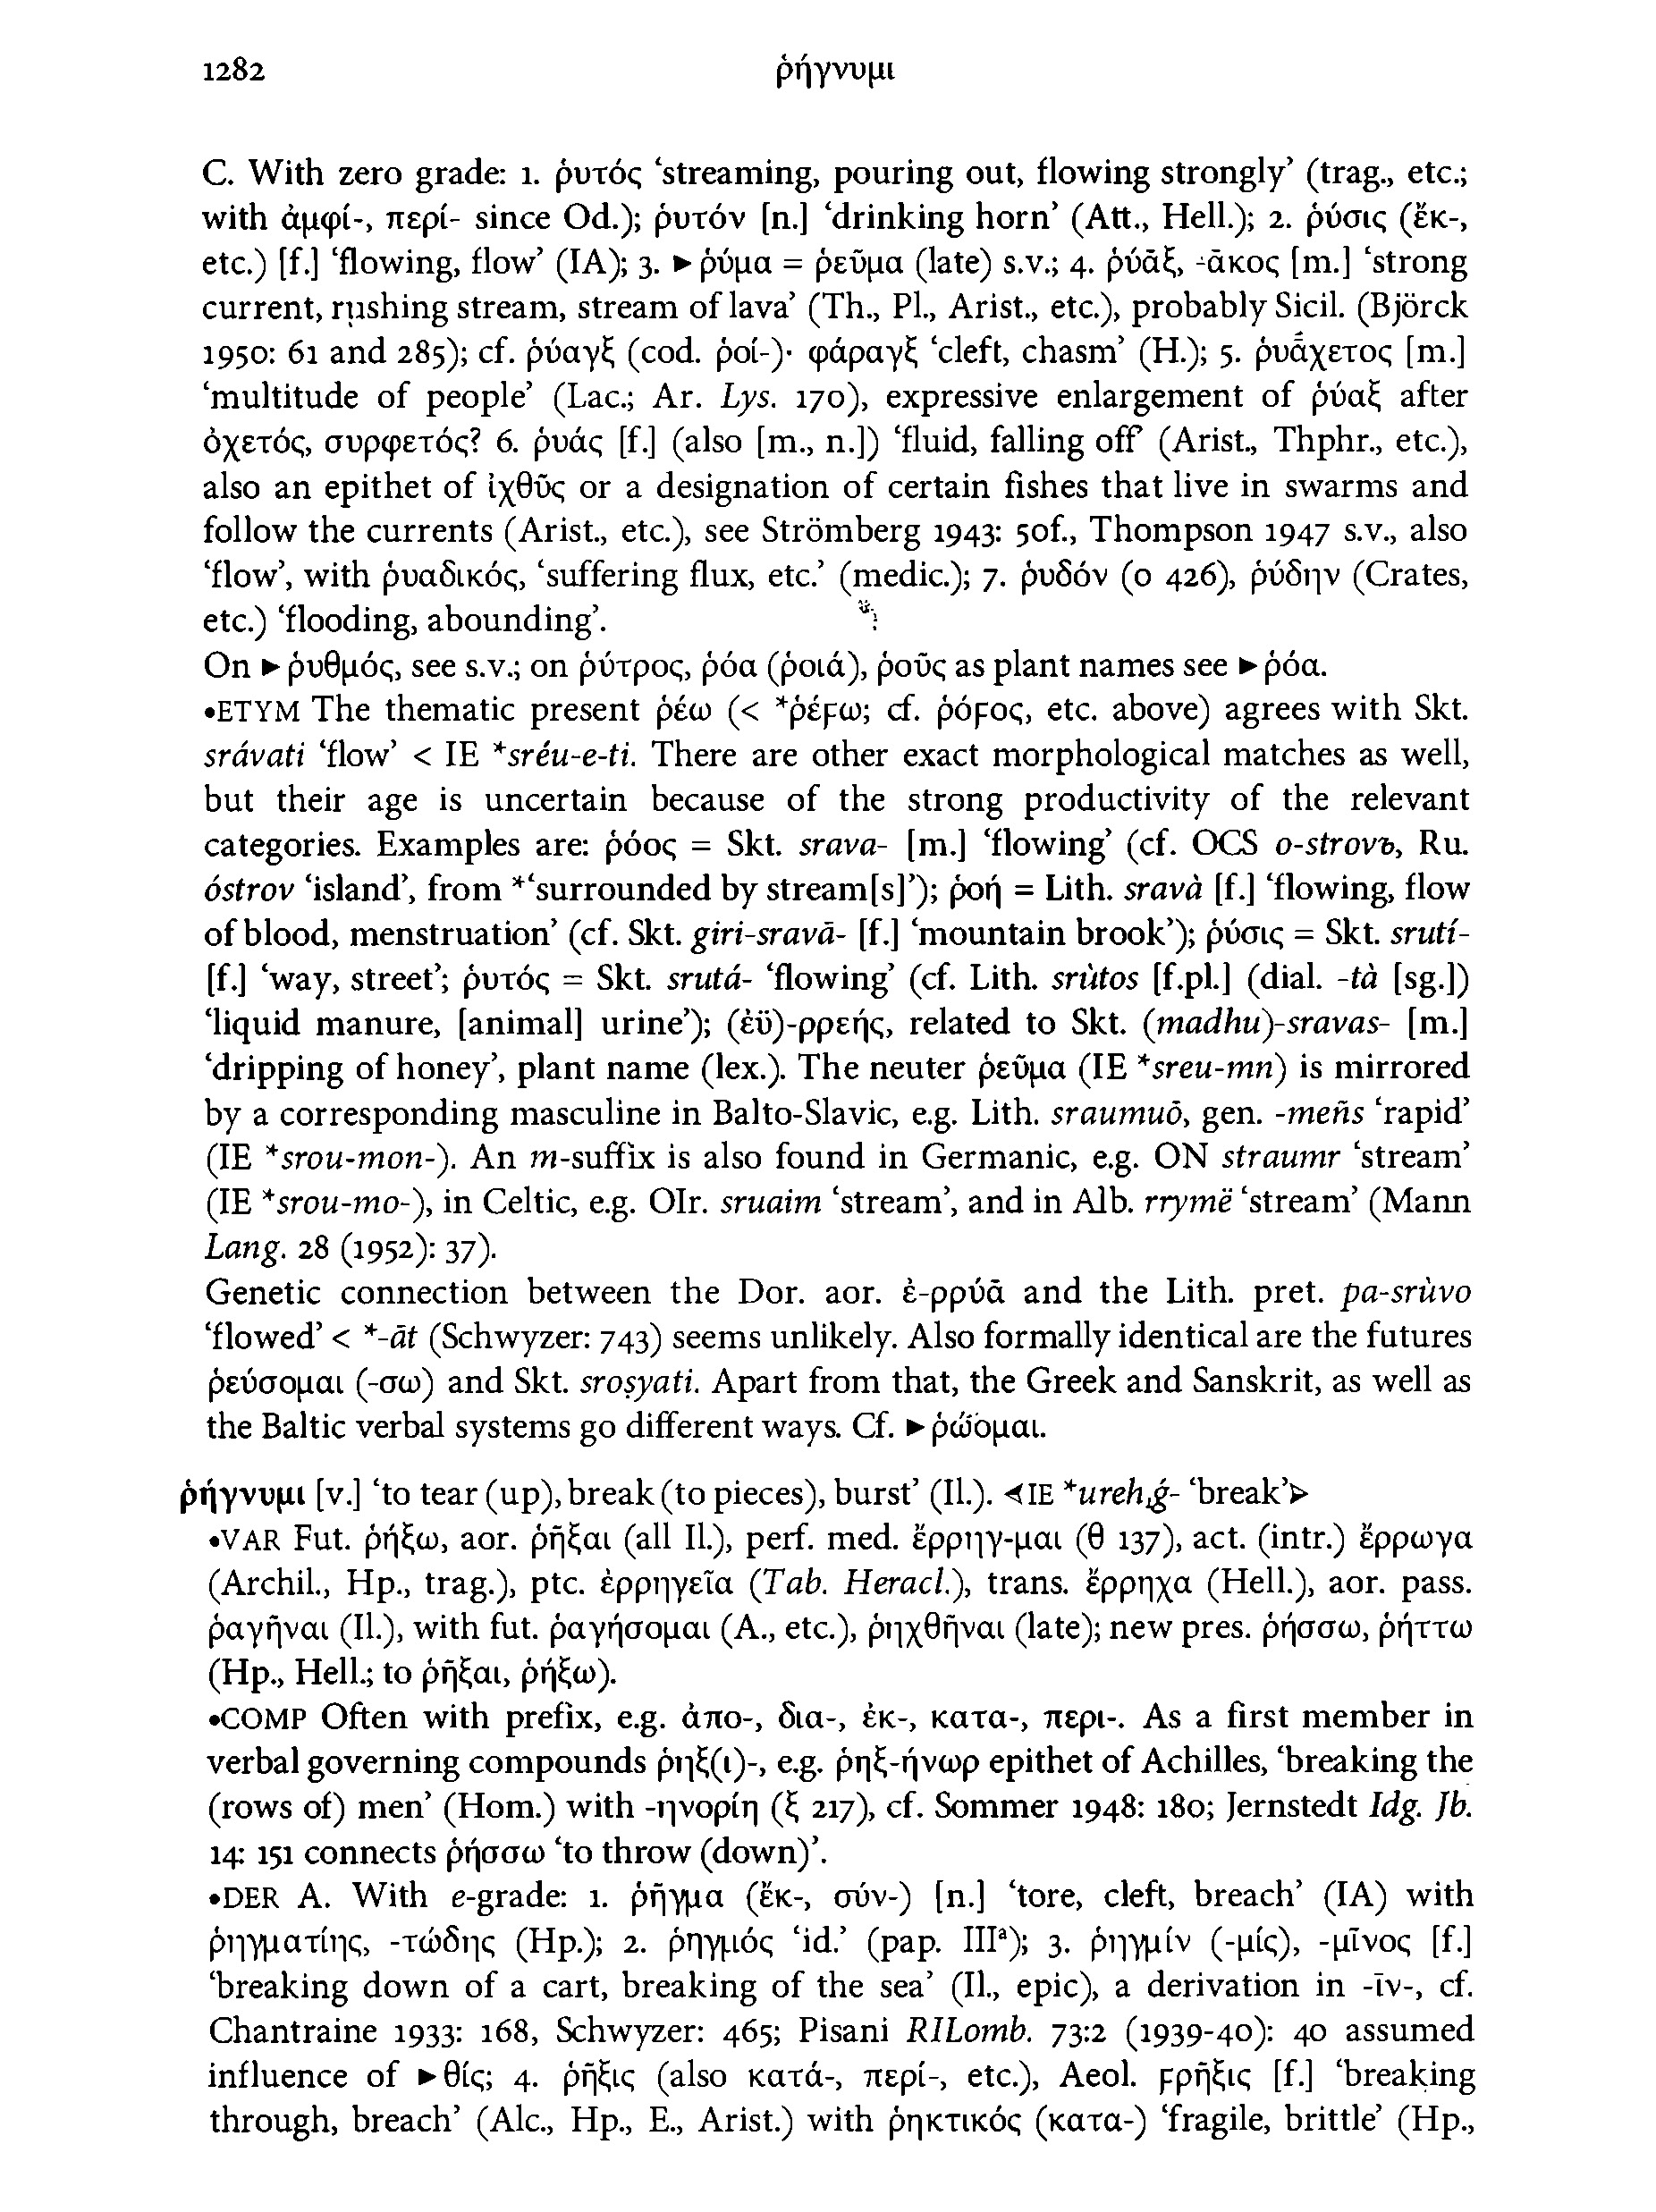 1282 ῥήγνυμι
C. With zero grade: 1. ῥυτός ‘streaming, pouring out, flowing strongly’ (trag., etc.;
with ἀμφί-, περί- since Od.); ῥυτόν [n.] ‘drinking horn’ (Att., Hell.); 2. ῥύσις (ἔκ-,
etc.) [f.] ‘flowing, flow’ (IA); 3. ►ῥύμα = ῥεῦμα (late) s.v.; 4. ῥύᾱξ, -ᾱκος [m.] ‘strong
current, rushing stream, stream of lava’ (Th., Pl., Arist., etc.), probably Sicil. (Björck
1950: 61 and 285); cf. ῥύαγξ (cod. ῥοί-)· φάραγξ ‘cleft, chasm’ (H.); 5. ῥυᾱ́χετος [m.]
‘multitude of people’ (Lac.; Ar. Lys. 170), expressive enlargement of ῥύαξ after
ὀχετός, συρφετός? 6. ῥυάς [f.] (also [m., n.]) ‘fluid, falling off’ (Arist., Thphr., etc.),
also an epithet of ἰχθῦς or a designation of certain fishes that live in swarms and
follow the currents (Arist., etc.), see Strömberg 1943: 50f., Thompson 1947 s.v., also
‘flow’, with ῥυαδικός, ‘suffering flux, etc.’ (medic.); 7. ῥυδόν (ο 426), ῥύδην (Crates,
etc.) ‘flooding, abounding’.
On ►ῥυθμός, see s.v.; on ῥύτρος, ῥόα (ῥοιά), ῥοῦς as plant names see ►ῥόα.
•ETYM The thematic present ῥέω (< *ῥέϝω; cf. ῥόϝος, etc. above) agrees with Skt.
srávati ‘flow’ < IE *sréu-e-ti. There are other exact morphological matches as well,
but their age is uncertain because of the strong productivity of the relevant
categories. Examples are: ῥόος = Skt. srava- [m.] ‘flowing’ (cf. OCS o-strovъ, Ru.
óstrov ‘island’, from *‘surrounded by stream[s]’); ῥοή = Lith. sravà [f.] ‘flowing, flow
of blood, menstruation’ (cf. Skt. giri-sravā- [f.] ‘mountain brook’); ῥύσις = Skt. srutí-
[f.] ‘way, street’; ῥυτός = Skt. srutá- ‘flowing’ (cf. Lith. srùtos [f.pl.] (dial. -tà [sg.])
‘liquid manure, [animal] urine’); (ἐϋ)-ρρεής, related to Skt. (madhu)-sravas- [m.]
‘dripping of honey’, plant name (lex.). The neuter ῥεῦμα (IE *sreu-mn) is mirrored
by a corresponding masculine in Balto-Slavic, e.g. Lith. sraumuõ, gen. -meñs ‘rapid’
(IE *srou-mon-). An m-suffix is also found in Germanic, e.g. ON straumr ‘stream’
(IE *srou-mo-), in Celtic, e.g. OIr. sruaim ‘stream’, and in Alb. rrymë ‘stream’ (Mann
Lang. 28 (1952): 37).
Genetic connection between the Dor. aor. ἐ-ρρύᾱ and the Lith. pret. pa-srùvo
‘flowed’ < *-āt (Schwyzer: 743) seems unlikely. Also formally identical are the futures
ῥεύσομαι (-σω) and Skt. sroṣyati. Apart from that, the Greek and Sanskrit, as well as
the Baltic verbal systems go different ways. Cf. ►ῥώομαι.
ῥήγνυμι [v.] ‘to tear (up), break (to pieces), burst’ (Il.). ◄IE *ureh₁ǵ- ‘break’►
•VAR Fut. ῥήξω, aor. ῥῆξαι (all Il.), perf. med. ἔρρηγ-μαι (θ 137), act. (intr.) ἔρρωγα
(Archil., Hp., trag.), ptc. ἐρρηγεῖα (Tab. Heracl.), trans. ἔρρηχα (Hell.), aor. pass.
ῥαγῆναι (Il.), with fut. ῥαγήσομαι (A., etc.), ῥηχθῆναι (late); new pres. ῥήσσω, ῥήττω
(Hp., Hell.; to ῥῆξαι, ῥήξω).
•COMP Often with prefix, e.g. ἀπο-, δια-, ἐκ-, κατα-, περι-. As a first member in
verbal governing compounds ῥηξ(ι)-, e.g. ῥηξ-ήνωρ epithet of Achilles, ‘breaking the
(rows of) men’ (Hom.) with -ηνορίη (ξ 217), cf. Sommer 1948: 180; Jernstedt Idg. Jb.
14: 151 connects ῥήσσω ‘to throw (down)’.
•DER A. With e-grade: 1. ῥῆγμα (ἔκ-, σύν-) [n.] ‘tore, cleft, breach’ (IA) with
ῥηγματίης, -τώδης (Hp.); 2. ῥηγμός ‘id.’ (pap. IIIᵃ); 3. ῥηγμίν (-μίς), -μῖνος [f.]
‘breaking down of a cart, breaking of the sea’ (Il., epic), a derivation in -ῑν-, cf.
Chantraine 1933: 168, Schwyzer: 465; Pisani RILomb. 73:2 (1939-40): 40 assumed
influence of ►θίς; 4. ῥῆξις (also κατά-, περί-, etc.), Aeol. ϝρῆξις [f.] ‘breaking
through, breach’ (Alc., Hp., E., Arist.) with ῥηκτικός (κατα-) ‘fragile, brittle’ (Hp.,